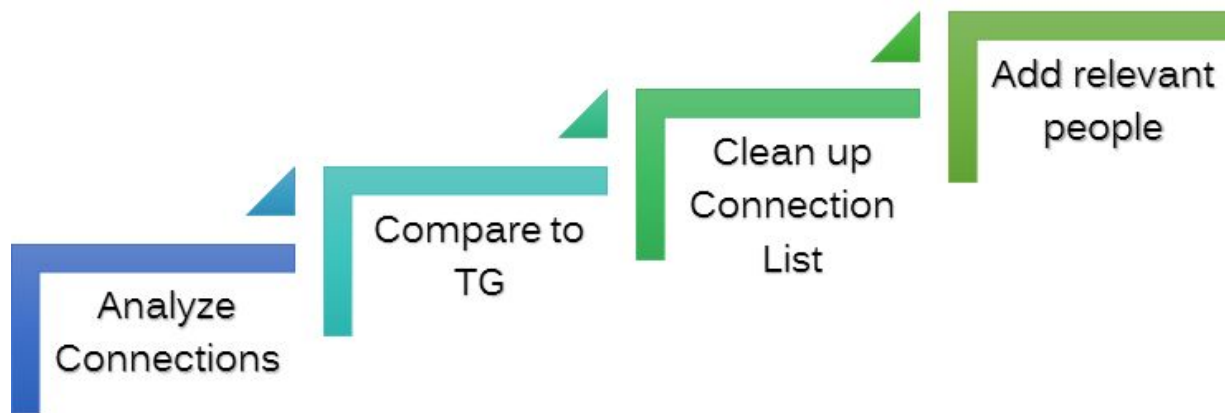 Analyze
Connections
Compare to
TG
Clean up
Connection
List
Add relevant
people